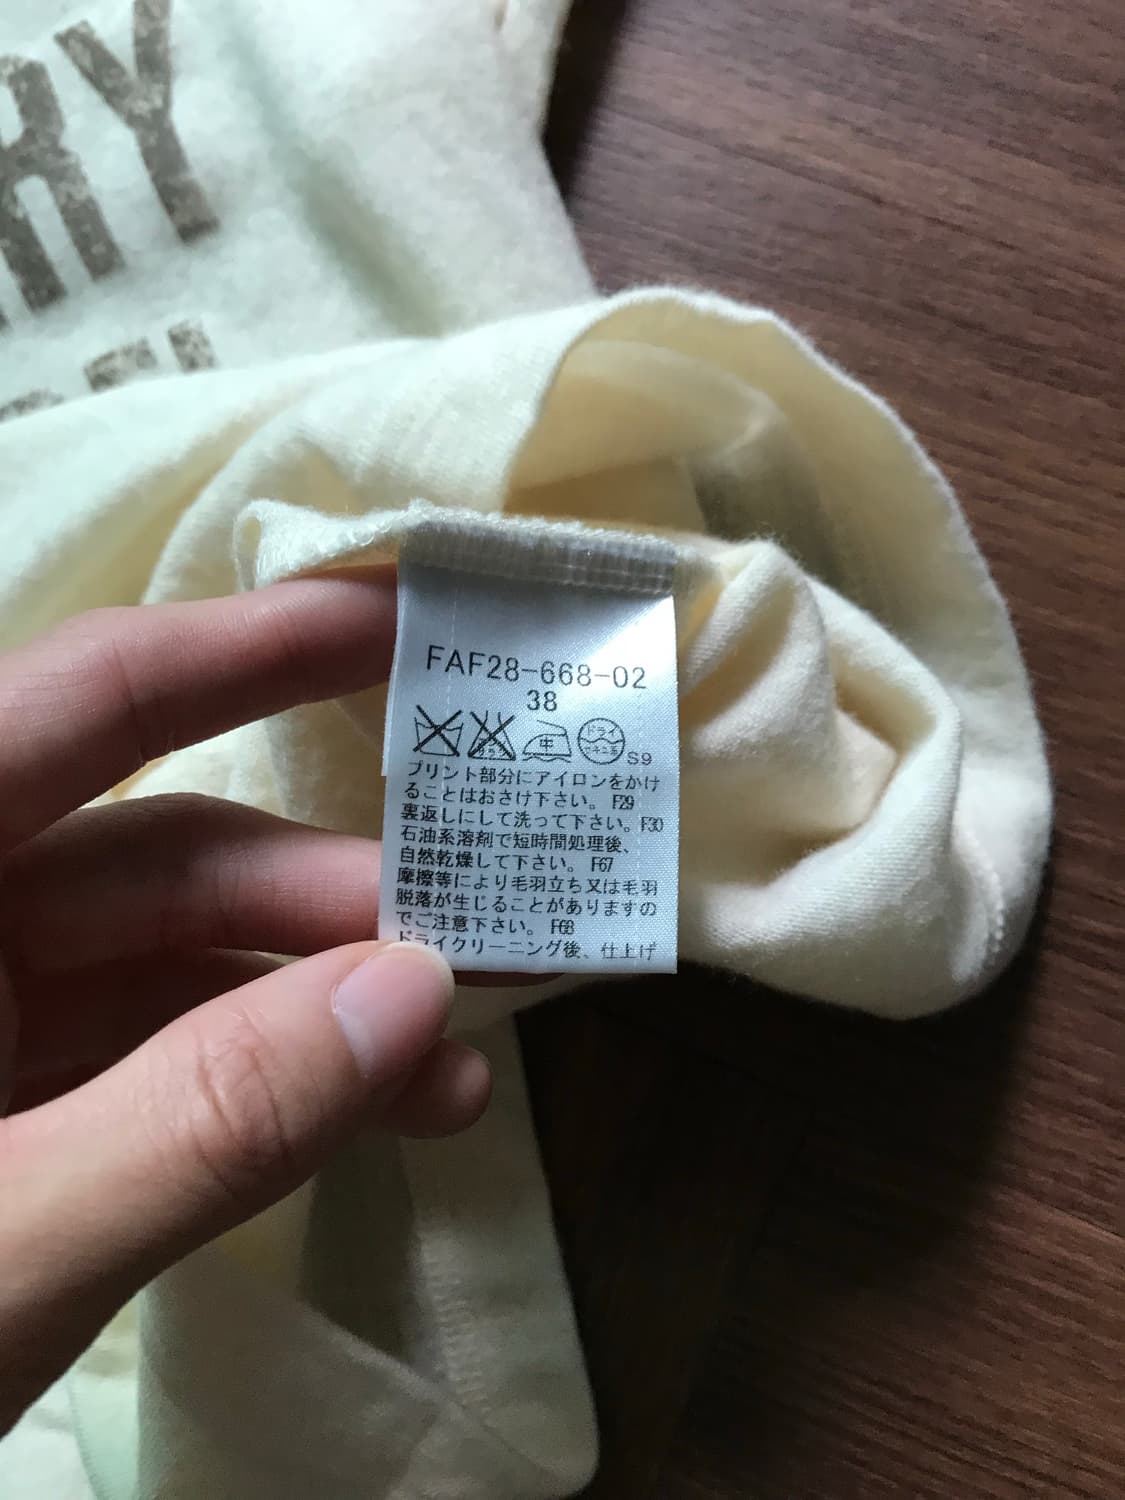 RY
FAF28-668-02
38
中
ドライ
セキユ系
S9
プリント部分にアイロンをかけ
ることはおさけ下さい。 F29
裏返しにして洗って下さい。F30
石油系溶剤で短時間処理後、
自然乾燥して下さい。 F67
摩擦等により毛羽立ち又は毛羽
脱落が生じることがありますの
でご注意下さい。 F68
ドライクリーニング後、仕上げ